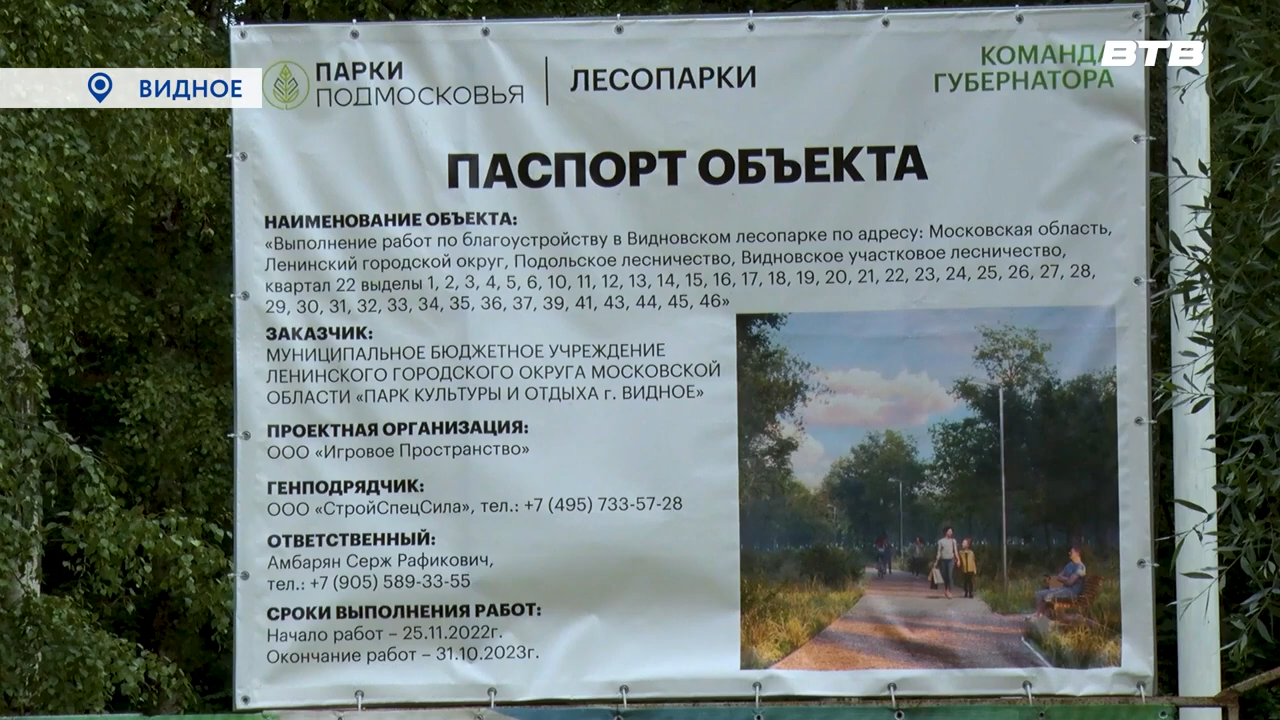 ПАРКИ
ПОДМОСКОВЬЯ
ЛЕСОПАРКИ
КОМАНДА
ГУБЕРНАТОРА
ВТВ
ВИДНОЕ
ПАСПОРТ ОБЪЕКТА
НАИМЕНОВАНИЕ ОБЪЕКТА:
«Выполнение работ по благоустройству в Видновском лесопарке по адресу: Московская область,
Ленинский городской округ, Подольское лесничество, Видновское участковое лесничество,
квартал 22 выделы 1, 2, 3, 4, 5, 6, 10, 11, 12, 13, 14, 15, 16, 17, 18, 19, 20, 21, 22, 23, 24, 25, 26, 27, 28,
29, 30, 31, 32, 33, 34, 35, 36, 37, 39, 41, 43, 44, 45, 46»
ЗАКАЗЧИК:
МУНИЦИПАЛЬНОЕ БЮДЖЕТНОЕ УЧРЕЖДЕНИЕ
ЛЕНИНСКОГО ГОРОДСКОГО ОКРУГА МОСКОВСКОЙ
ОБЛАСТИ «ПАРК КУЛЬТУРЫ И ОТДЫХА г. ВИДНОЕ»
ПРОЕКТНАЯ ОРГАНИЗАЦИЯ:
ООО «Игровое Пространство»
ГЕНПОДРЯДЧИК:
ООО «СтройСпецСила», тел.: +7 (495) 733-57-28
ОТВЕТСТВЕННЫЙ:
Амбарян Серж Рафикович,
тел.: +7 (905) 589-33-55
СРОКИ ВЫПОЛНЕНИЯ РАБОТ:
Начало работ – 25.11.2022г.
Окончание работ – 31.10.2023г.